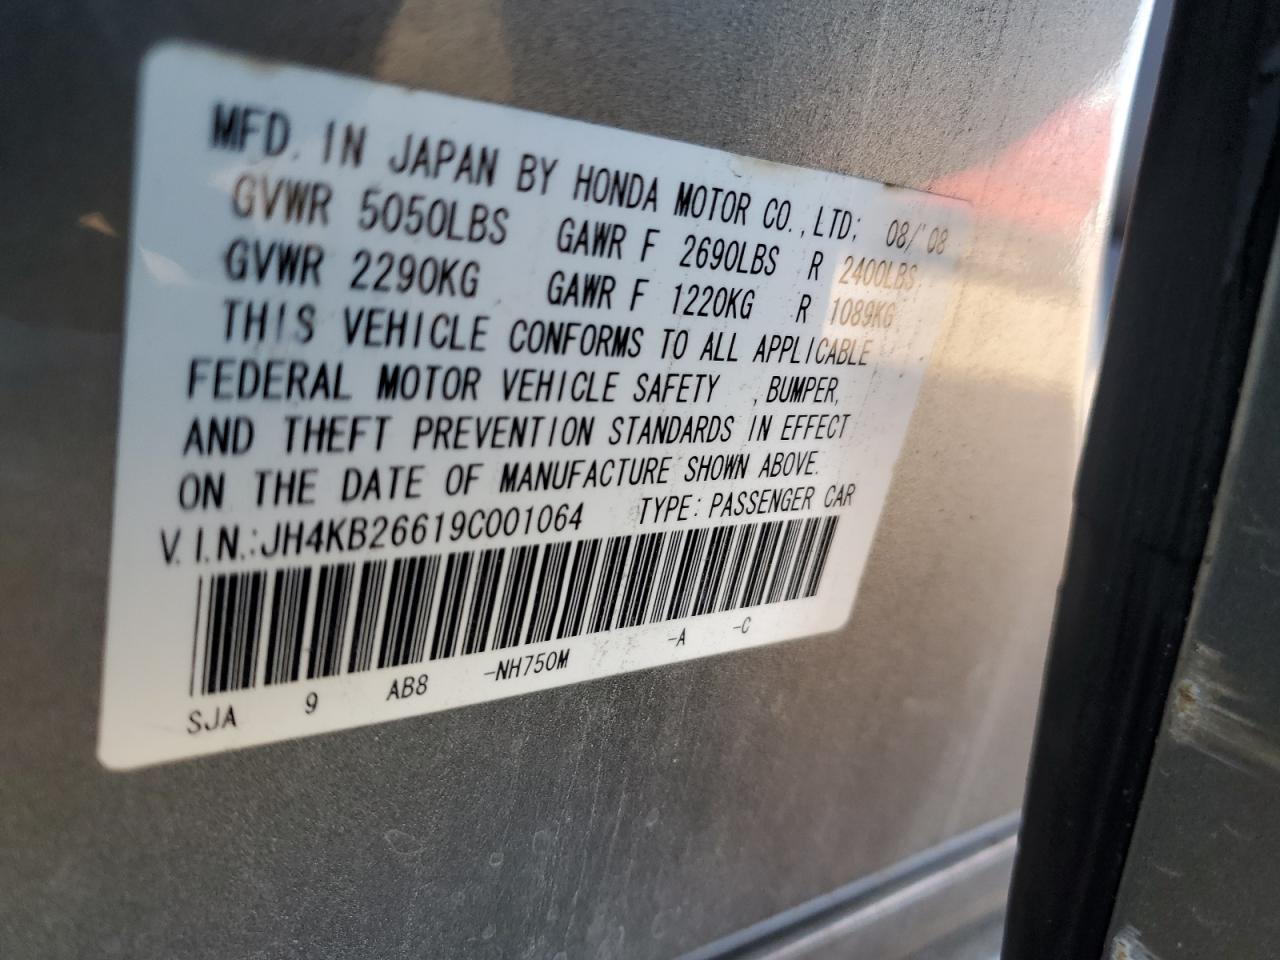 MFD. IN JAPAN BY HONDA MOTOR CO.,LTD; 08/'08
GVWR 5050LBS GAWR F 2690LBS R 2400LBS
GVWR 2290KG GAWR F 1220KG R 1089KG
THIS VEHICLE CONFORMS TO ALL APPLICABLE
FEDERAL MOTOR VEHICLE SAFETY , BUMPER,
AND THEFT PREVENTION STANDARDS IN EFFECT
ON THE DATE OF MANUFACTURE SHOWN ABOVE.
V.I.N.:JH4KB26619C001064 TYPE: PASSENGER CAR
SJA 9 AB8 -NH750M -A -C